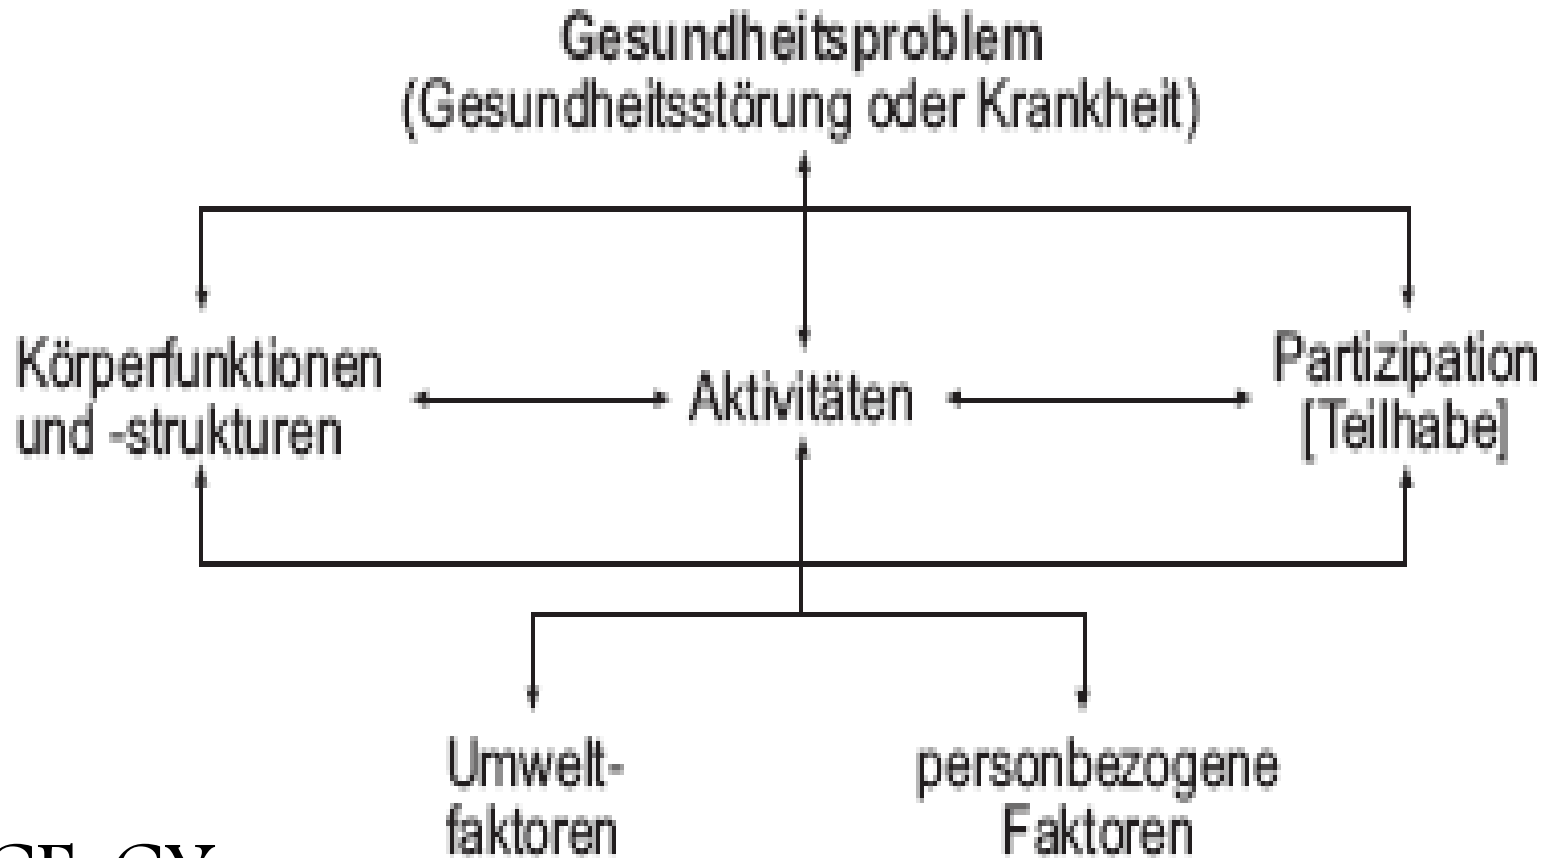 Gesundheitsproblem
(Gesundheitsstörung oder Krankheit)
Körperfunktionen
und -strukturen
Aktivitäten
Partizipation
[Teilhabe]
Umwelt-
faktoren
personbezogene
Faktoren